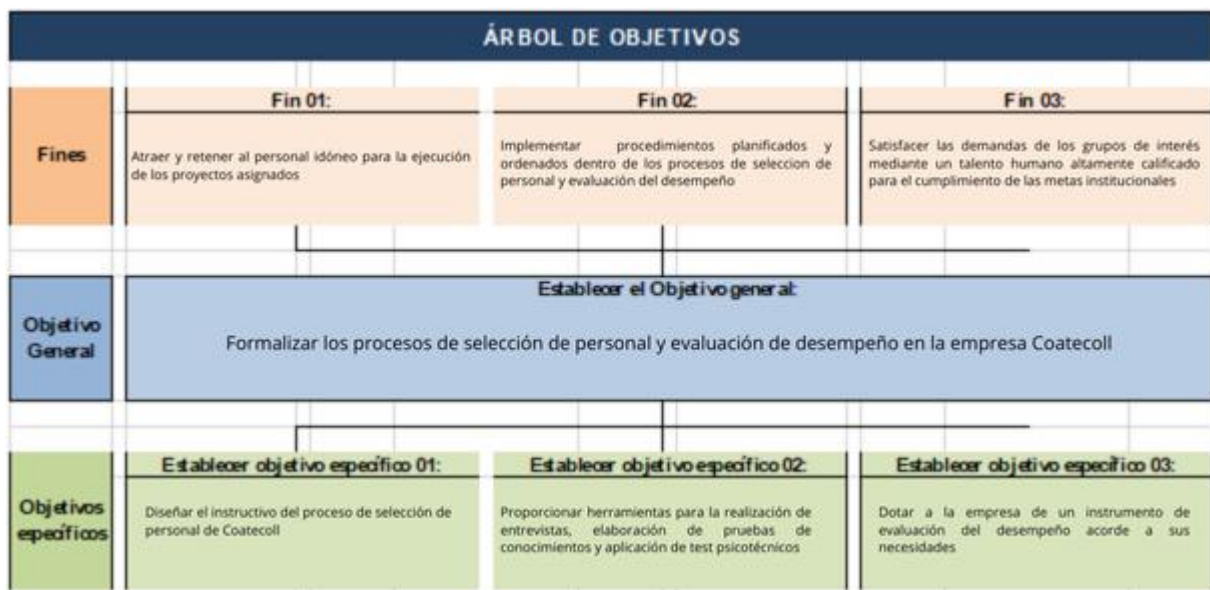 ÁRBOL DE OBJETIVOS
Fines
Fin 01:
Atraer y retener al personal idóneo para la ejecución
de los proyectos asignados
Fin 02:
Implementar procedimientos planificados y
ordenados dentro de los procesos de seleccion de
personal y evaluación del desempeño
Fin 03:
Satisfacer las demandas de los grupos de interés
mediante un talento humano altamente calificado
para el cumplimiento de las metas institucionales
Objetivo
General
Establecer el Objetivo general:
Formalizar los procesos de selección de personal y evaluación de desempeño en la empresa Coatecoll
Objetivos
específicos
Establecer objetivo específico 01:
Diseñar el instructivo del proceso de selección de
personal de Coatecoll
Establecer objetivo específico 02:
Proporcionar herramientas para la realización de
entrevistas, elaboración de pruebas de
conocimientos y aplicación de test psicotécnicos
Establecer objetivo específico 03:
Dotar a la empresa de un instrumento de
evaluación del desempeño acorde a sus
necesidades